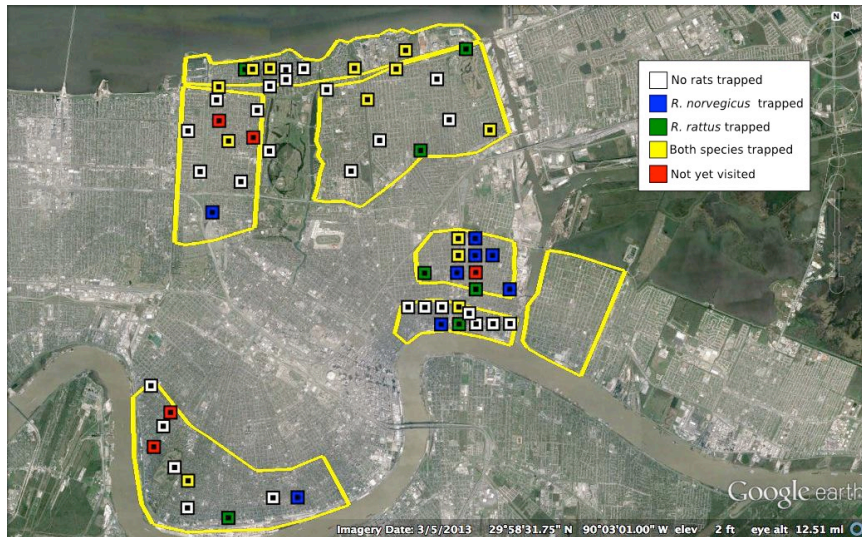 N
No rats trapped
R. norvegicus trapped
R. rattus trapped
Both species trapped
Not yet visited
Google earth
Imagery Date: 3/5/2013 29°58'31.75" N 90°03'01.00" W elev 2 ft eye alt 12.51 mi